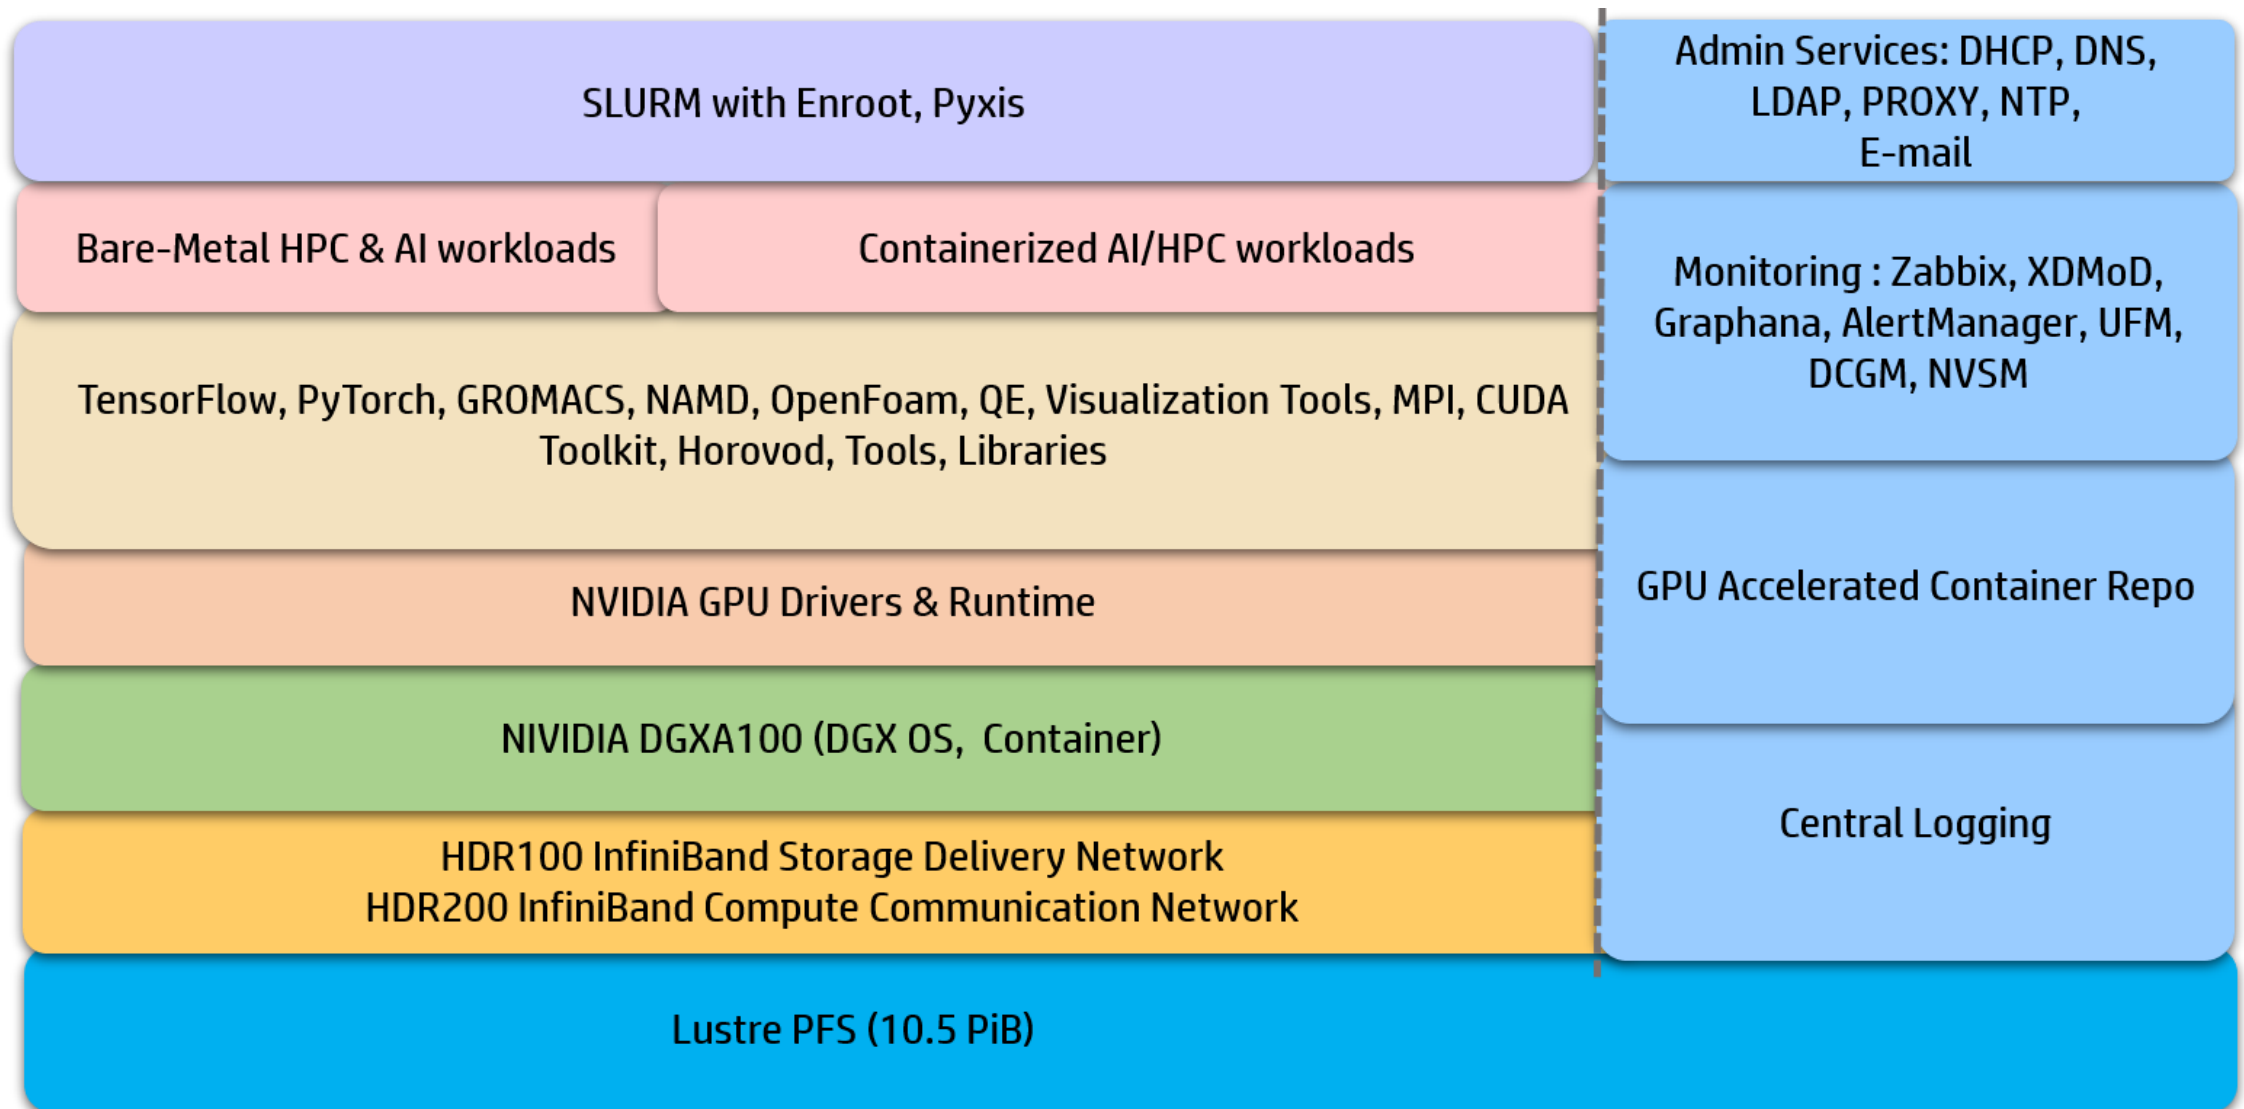 SLURM with Enroot, Pyxis
Admin Services: DHCP, DNS,
LDAP, PROXY, NTP,
E-mail
Bare-Metal HPC & AI workloads
Containerized AI/HPC workloads
Monitoring : Zabbix, XDMoD,
Graphana, AlertManager, UFM,
DCGM, NVSM
TensorFlow, PyTorch, GROMACS, NAMD, OpenFoam, QE, Visualization Tools, MPI, CUDA
Toolkit, Horovod, Tools, Libraries
NVIDIA GPU Drivers & Runtime
GPU Accelerated Container Repo
NIVIDIA DGXA100 (DGX OS,  Container)
Central Logging
HDR100 InfiniBand Storage Delivery Network
HDR200 InfiniBand Compute Communication Network
Lustre PFS (10.5 PiB)